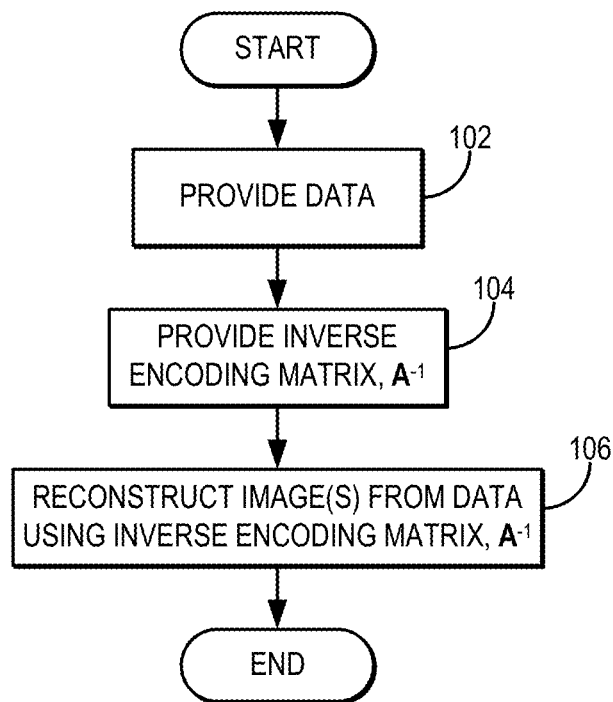 START
102
PROVIDE DATA
104
PROVIDE INVERSE
ENCODING MATRIX, A⁻¹
106
RECONSTRUCT IMAGE(S) FROM DATA
USING INVERSE ENCODING MATRIX, A⁻¹
END